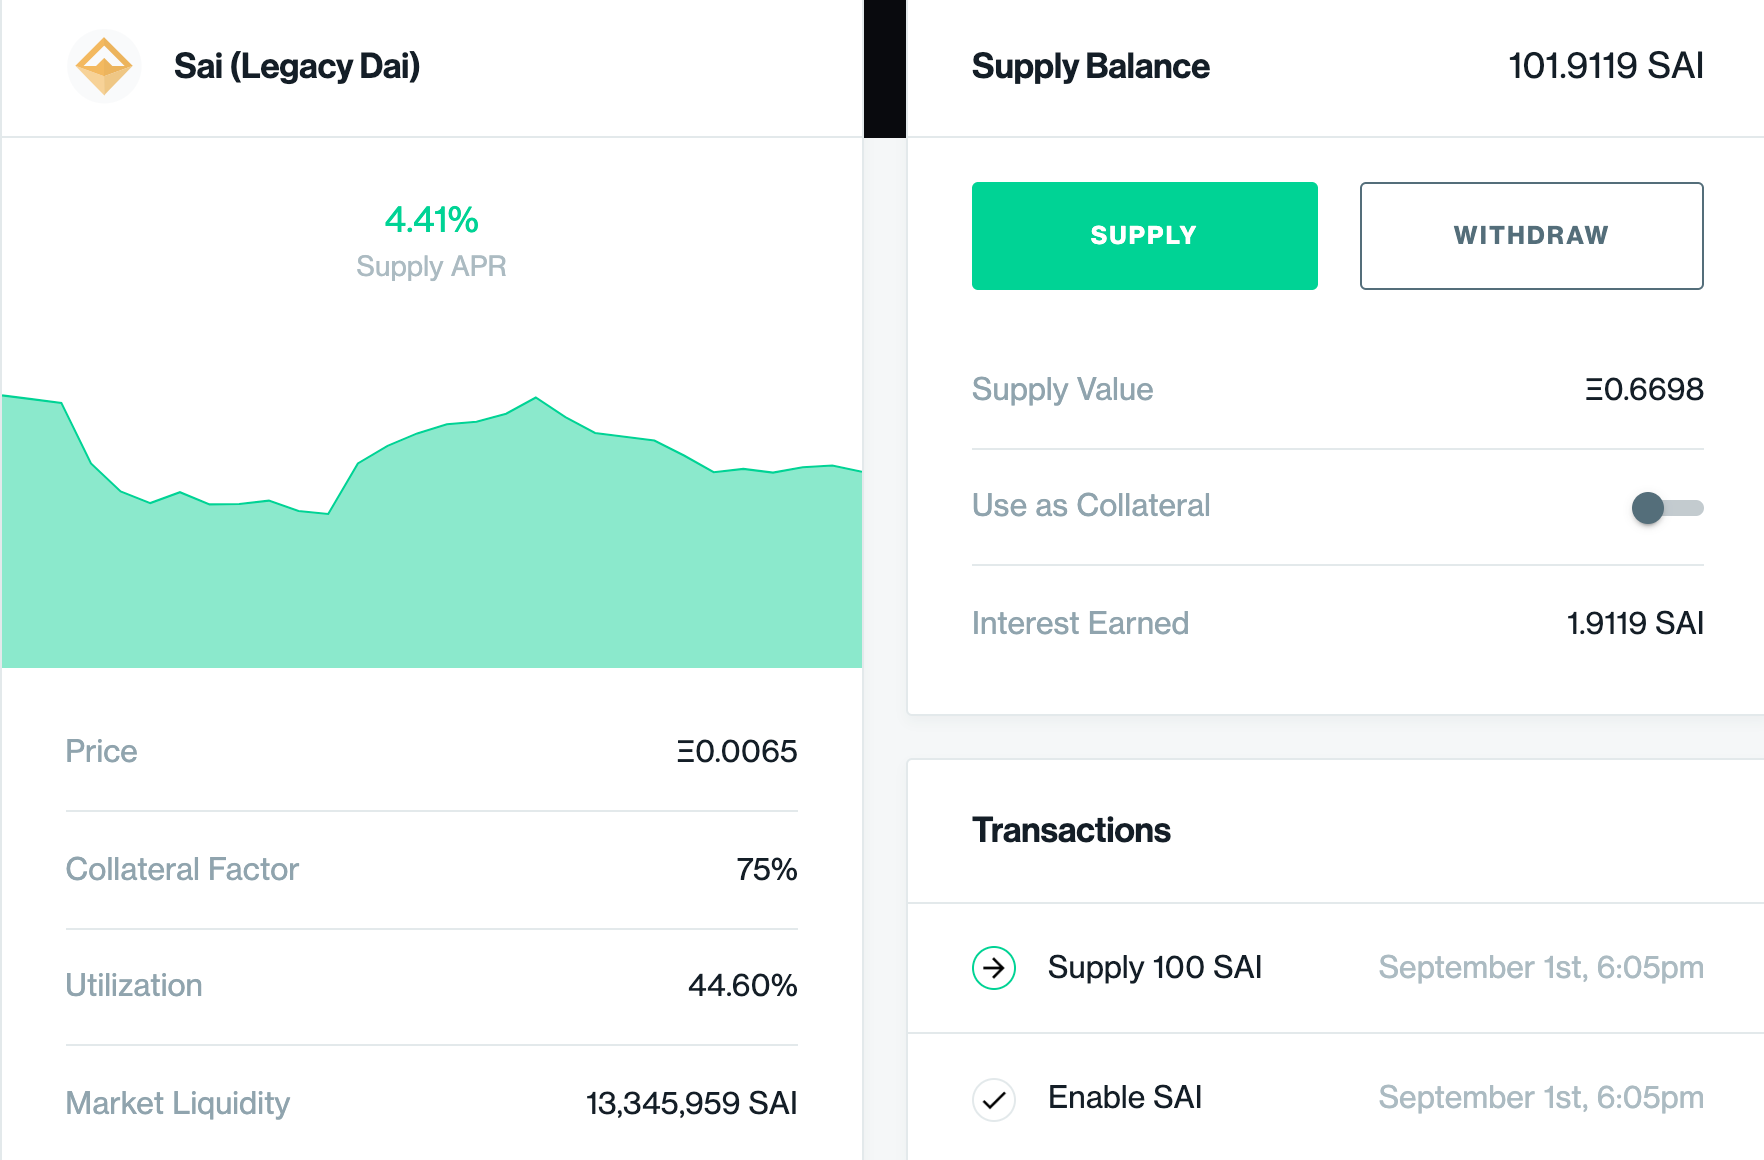 Sai (Legacy Dai)
4.41%
Supply APR
Price Ξ0.0065
Collateral Factor 75%
Utilization 44.60%
Market Liquidity 13,345,959 SAI
Supply Balance 101.9119 SAI
SUPPLY WITHDRAW
Supply Value Ξ0.6698
Use as Collateral
Interest Earned 1.9119 SAI
Transactions
Supply 100 SAI September 1st, 6:05pm
Enable SAI September 1st, 6:05pm